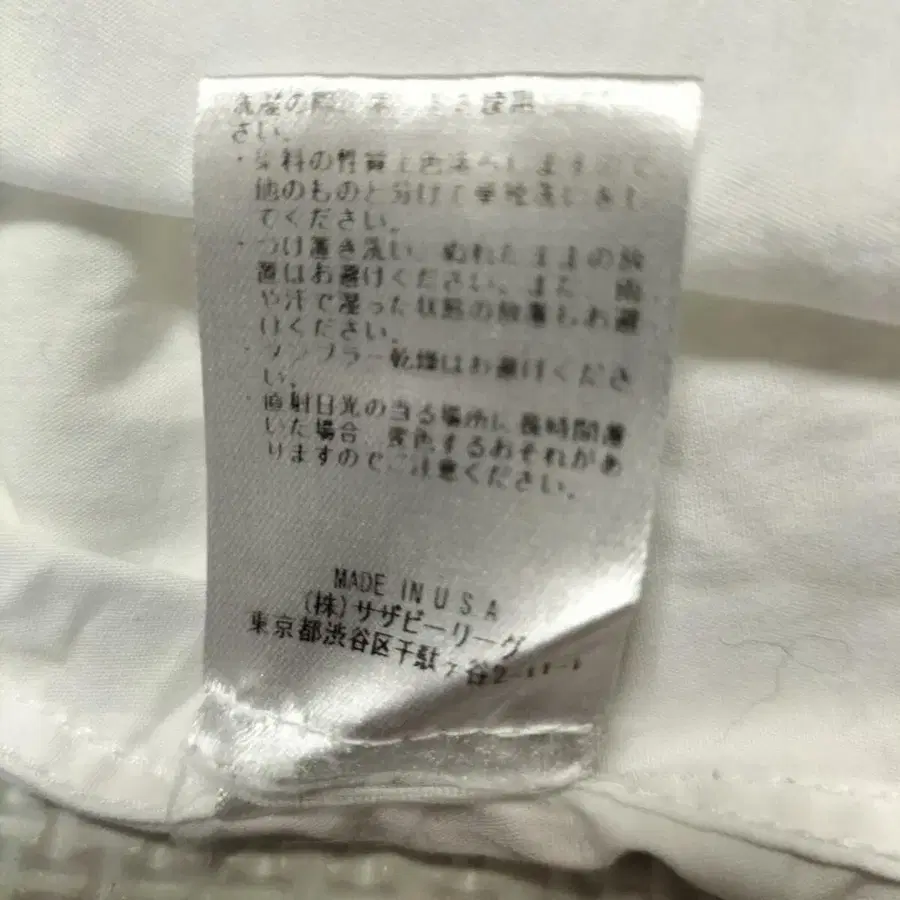 洗濯の際
さい。
・染料の性質上色落ちしますので、
他のものと分けて単独洗いをし
てください。
・つけ置き洗い、ぬれたままの放
置はお避けください。また、雨
や汗で湿った状態の放置もお避
けください。
・タンブラー乾燥はお避けくださ
い。
・直射日光の当る場所に長時間置
いた場合、変色するおそれがあ
りますのでご注意ください。
MADE IN USA
(株)サザビーリーグ
東京都渋谷区千駄ヶ谷2-11-1